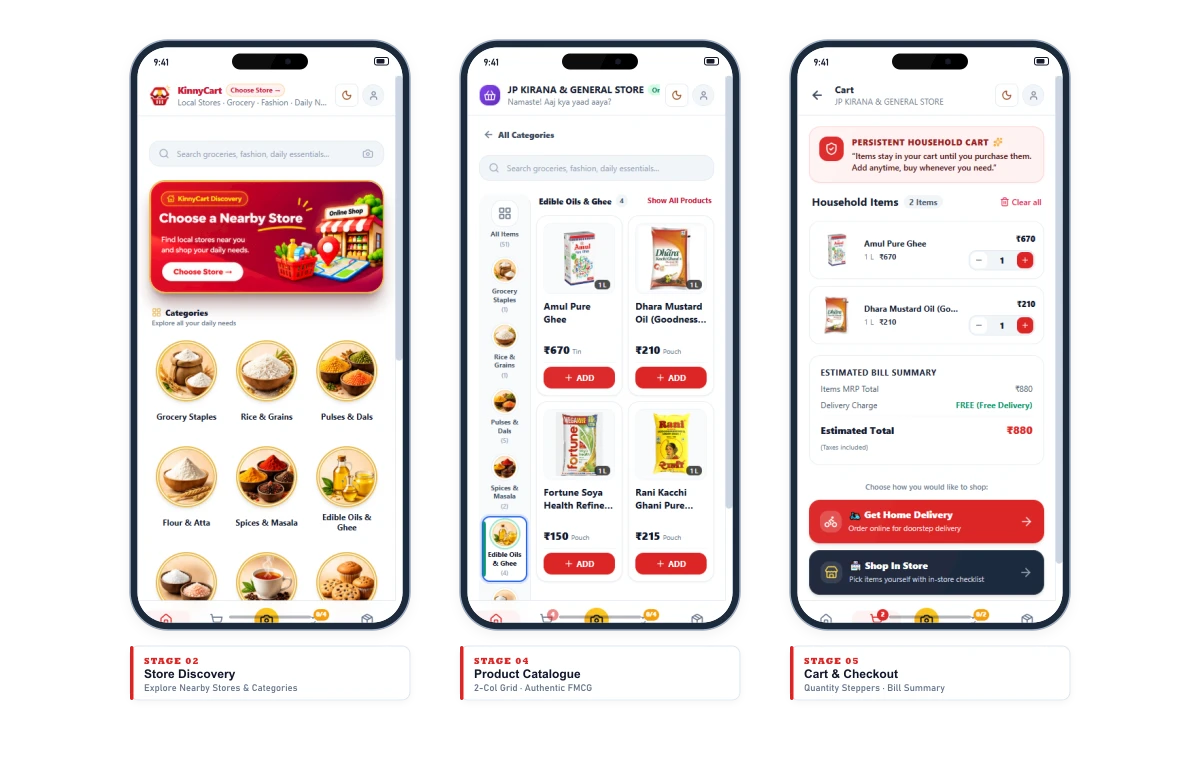 9:41
KinnyCart
Choose Store →
Local Stores · Grocery · Fashion · Daily N...
Search groceries, fashion, daily essentials...
KinnyCart Discovery
Choose a Nearby Store
Find local stores near you
and shop your daily needs.
Choose Store →
Online Shop
Categories
Explore all your daily needs
Grocery Staples
Rice & Grains
Pulses & Dals
Flour & Atta
Spices & Masala
Edible Oils &
Ghee
STAGE 02
Store Discovery
Explore Nearby Stores & Categories
9:41
JP KIRANA & GENERAL STORE
Namaste! Aaj kya yaad aaya?
← All Categories
Search groceries, fashion, daily essentials...
All Items
(51)
Grocery
Staples
(1)
Rice &
Grains
(1)
Pulses &
Dals
(5)
Spices &
Masala
(2)
Edible Oils
& Ghee
(4)
Edible Oils & Ghee 4
Show All Products
Amul
1 L
Amul Pure
Ghee
₹670 Tin
+ ADD
Dhara
1 L
Dhara Mustard
Oil (Goodness...
₹210 Pouch
+ ADD
fortune
1 L
Fortune Soya
Health Refine...
₹150 Pouch
+ ADD
Rani
1 L
Rani Kacchi
Ghani Pure...
₹215 Pouch
+ ADD
STAGE 04
Product Catalogue
2-Col Grid · Authentic FMCG
9:41
Cart
JP KIRANA & GENERAL STORE
PERSISTENT HOUSEHOLD CART
"Items stay in your cart until you purchase them.
Add anytime, buy whenever you need."
Household Items 2 Items
Clear all
Amul Pure Ghee
1 L ₹670
₹670
− 1 +
Dhara Mustard Oil (Go...
1 L ₹210
₹210
− 1 +
ESTIMATED BILL SUMMARY
Items MRP Total ₹880
Delivery Charge FREE (Free Delivery)
Estimated Total ₹880
(Taxes included)
Choose how you would like to shop:
Get Home Delivery
Order online for doorstep delivery
Shop In Store
Pick items yourself with in-store checklist
2
STAGE 05
Cart & Checkout
Quantity Steppers · Bill Summary